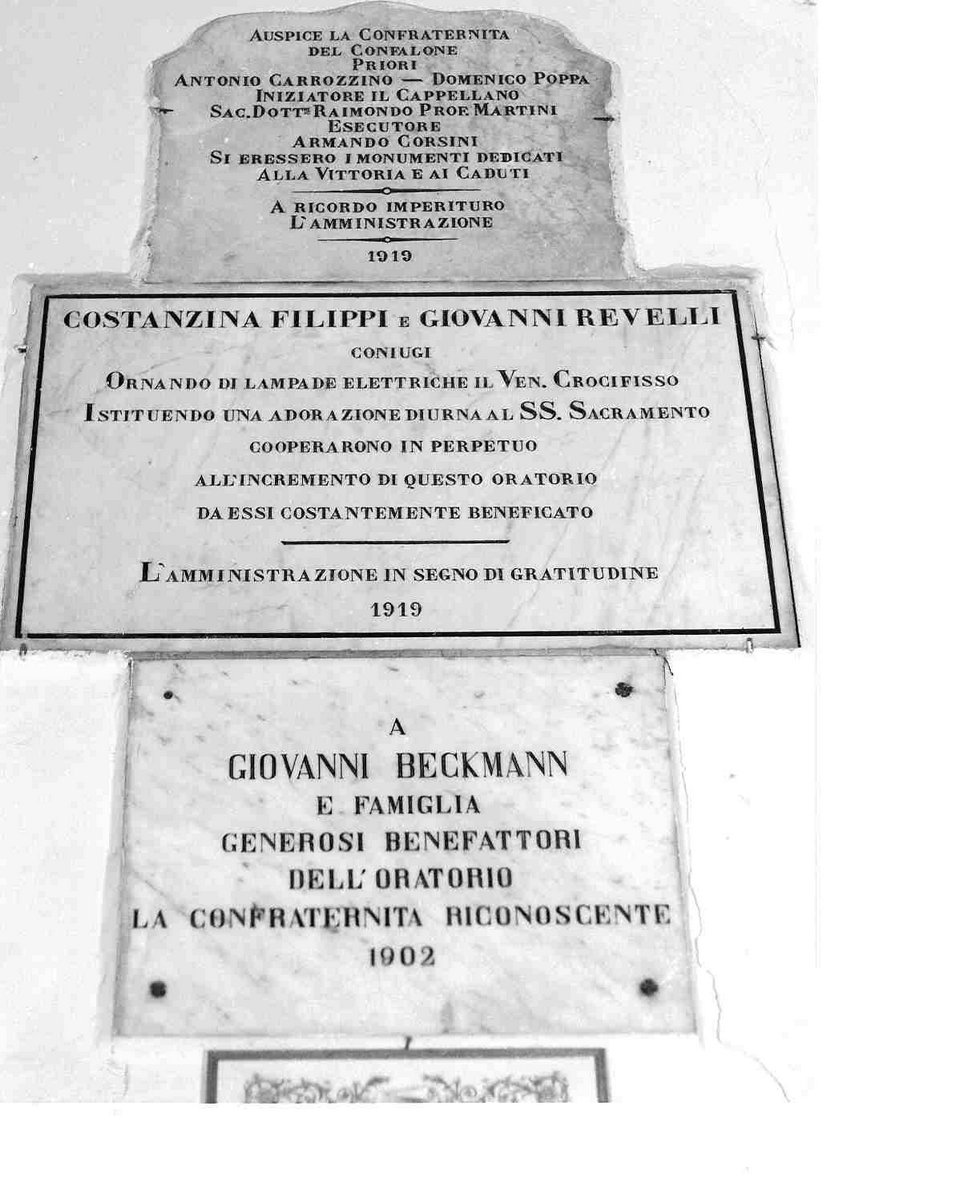 AUSPICE LA CONFRATERNITA
DEL CONFALONE
PRIORI
ANTONIO CARROZZINO — DOMENICO POPPA
INIZIATORE IL CAPPELLANO
SAC. DOTTR RAIMONDO PROF. MARTINI
ESECUTORE
ARMANDO CORSINI
SI ERESSERO I MONUMENTI DEDICATI
ALLA VITTORIA E AI CADUTI
A RICORDO IMPERITURO
L'AMMINISTRAZIONE
1919
COSTANZINA FILIPPI E GIOVANNI REVELLI
CONIUGI
ORNANDO DI LAMPADE ELETTRICHE IL VEN. CROCIFISSO
ISTITUENDO UNA ADORAZIONE DIURNA AL SS. SACRAMENTO
COOPERARONO IN PERPETUO
ALL'INCREMENTO DI QUESTO ORATORIO
DA ESSI COSTANTEMENTE BENEFICATO
L'AMMINISTRAZIONE IN SEGNO DI GRATITUDINE
1919
A
GIOVANNI BECKMANN
E FAMIGLIA
GENEROSI BENEFATTORI
DELL'ORATORIO
LA CONFRATERNITA RICONOSCENTE
1902